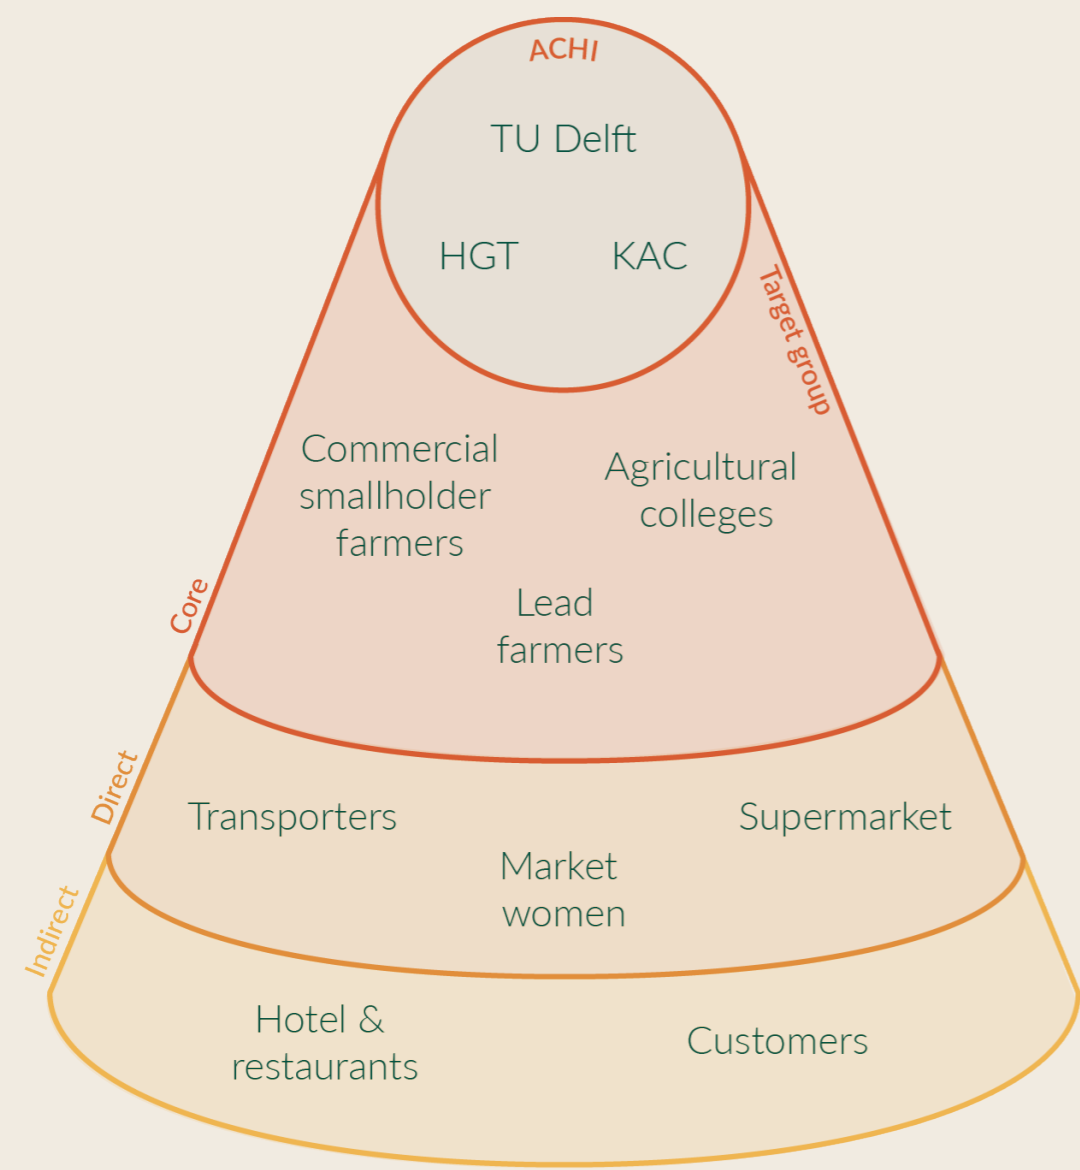 ACHI
TU Delft
HGT
KAC
Target group
Commercial
smallholder
farmers
Agricultural
colleges
Lead
farmers
Core
Direct
Transporters
Supermarket
Market
women
Indirect
Hotel &
restaurants
Customers